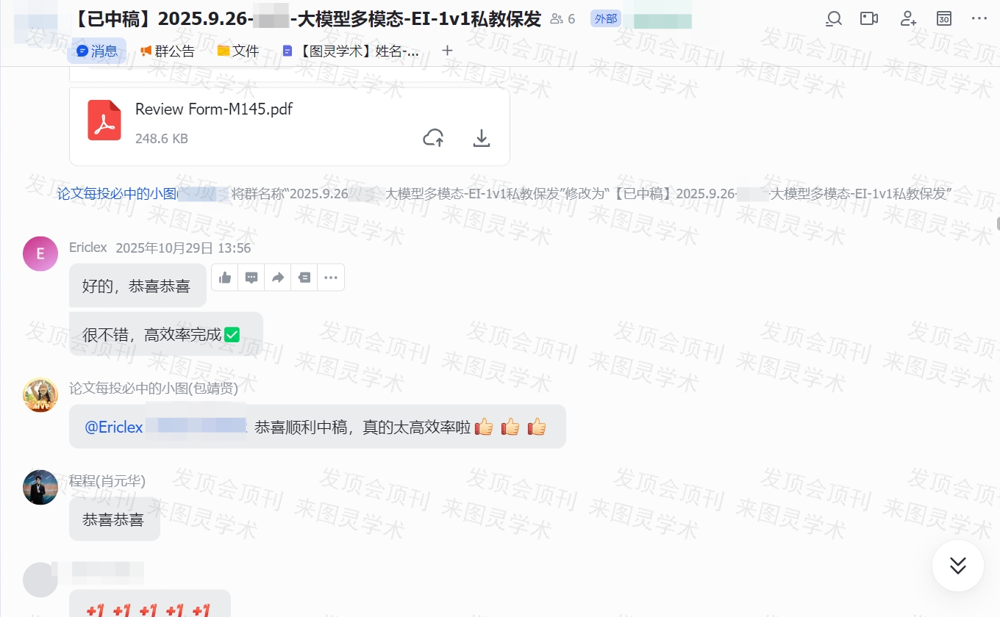 【已中稿】2025.9.26- -大模型多模态-EI-1v1私教保发 6 外部
消息 群公告 文件 【图灵学术】姓名-...
Review Form-M145.pdf
248.6 KB
论文每投必中的小图( 将群名称“2025.9.26 大模型多模态-EI-1v1私教保发”修改为“【已中稿】2025.9.26- -大模型多模态-EI-1v1私教保发”
E
Ericlex 2025年10月29日 13:56
好的，恭喜恭喜
很不错，高效率完成✅
论文每投必中的小图(包靖贤)
@Ericlex 恭喜顺利中稿，真的太高效率啦👍👍👍
程程(肖元华)
恭喜恭喜
+1 +1 +1 +1 +1
发顶会顶刊
来图灵学术